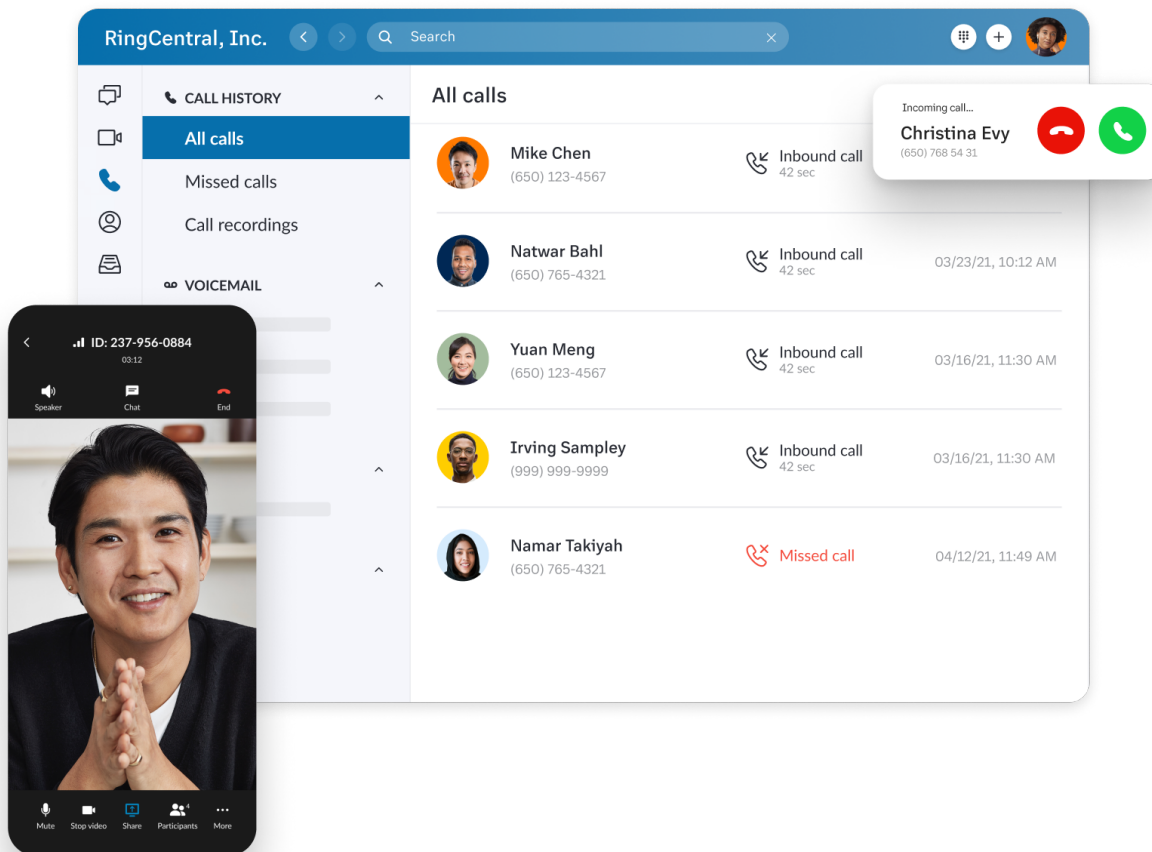 RingCentral, Inc.
Search
CALL HISTORY
All calls
Missed calls
Call recordings
VOICEMAIL
All calls
Mike Chen
(650) 123-4567
Inbound call
42 sec
Natwar Bahl
(650) 765-4321
Inbound call
42 sec
03/23/21, 10:12 AM
Yuan Meng
(650) 123-4567
Inbound call
42 sec
03/16/21, 11:30 AM
Irving Sampley
(999) 999-9999
Inbound call
42 sec
03/16/21, 11:30 AM
Namar Takiyah
(650) 765-4321
Missed call
04/12/21, 11:49 AM
Incoming call...
Christina Evy
(650) 768 54 31
ID: 237-956-0884
03:12
Speaker Chat End
Mute Stop video Share Participants 4 More